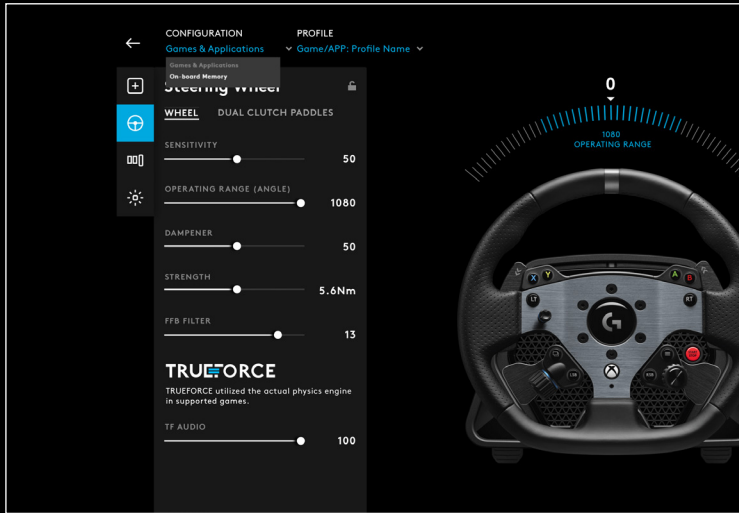 CONFIGURATION
Games & Applications
PROFILE
Game/APP: Profile Name
Games & Applications
On-board Memory
Steering Wheel
WHEEL
DUAL CLUTCH PADDLES
SENSITIVITY
50
OPERATING RANGE (ANGLE)
1080
DAMPENER
50
STRENGTH
5.6Nm
FFB FILTER
13
TRUEFORCE
TRUEFORCE utilized the actual physics engine
in supported games.
TF AUDIO
100
0
1080
OPERATING RANGE
X Y A B
LT RT
G
LSB RSB